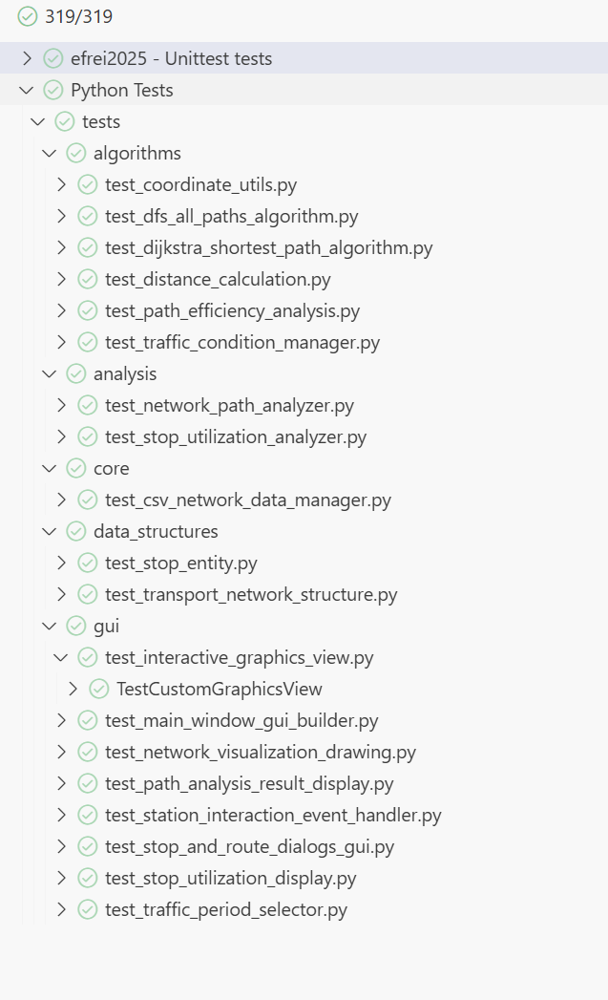 319/319
efrei2025 - Unittest tests
Python Tests
tests
algorithms
test_coordinate_utils.py
test_dfs_all_paths_algorithm.py
test_dijkstra_shortest_path_algorithm.py
test_distance_calculation.py
test_path_efficiency_analysis.py
test_traffic_condition_manager.py
analysis
test_network_path_analyzer.py
test_stop_utilization_analyzer.py
core
test_csv_network_data_manager.py
data_structures
test_stop_entity.py
test_transport_network_structure.py
gui
test_interactive_graphics_view.py
TestCustomGraphicsView
test_main_window_gui_builder.py
test_network_visualization_drawing.py
test_path_analysis_result_display.py
test_station_interaction_event_handler.py
test_stop_and_route_dialogs_gui.py
test_stop_utilization_display.py
test_traffic_period_selector.py